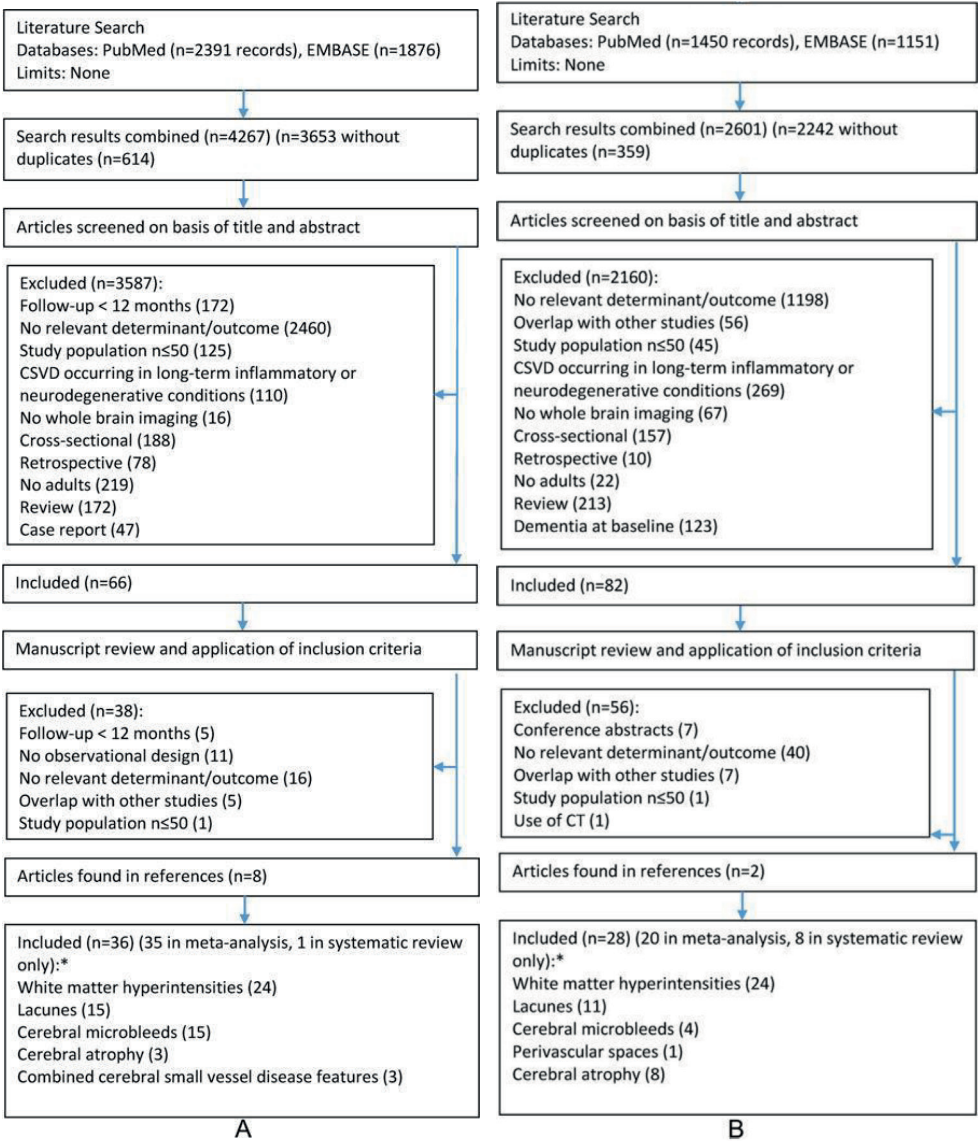 Literature Search
Databases: PubMed (n=2391 records), EMBASE (n=1876)
Limits: None
Search results combined (n=4267) (n=3653 without
duplicates (n=614)
Articles screened on basis of title and abstract
Excluded (n=3587):
Follow-up < 12 months (172)
No relevant determinant/outcome (2460)
Study population n≤50 (125)
CSVD occurring in long-term inflammatory or
neurodegenerative conditions (110)
No whole brain imaging (16)
Cross-sectional (188)
Retrospective (78)
No adults (219)
Review (172)
Case report (47)
Included (n=66)
Manuscript review and application of inclusion criteria
Excluded (n=38):
Follow-up < 12 months (5)
No observational design (11)
No relevant determinant/outcome (16)
Overlap with other studies (5)
Study population n≤50 (1)
Articles found in references (n=8)
Included (n=36) (35 in meta-analysis, 1 in systematic review
only):*
White matter hyperintensities (24)
Lacunes (15)
Cerebral microbleeds (15)
Cerebral atrophy (3)
Combined cerebral small vessel disease features (3)
A
Literature Search
Databases: PubMed (n=1450 records), EMBASE (n=1151)
Limits: None
Search results combined (n=2601) (n=2242 without
duplicates (n=359)
Articles screened on basis of title and abstract
Excluded (n=2160):
No relevant determinant/outcome (1198)
Overlap with other studies (56)
Study population n≤50 (45)
CSVD occurring in long-term inflammatory or
neurodegenerative conditions (269)
No whole brain imaging (67)
Cross-sectional (157)
Retrospective (10)
No adults (22)
Review (213)
Dementia at baseline (123)
Included (n=82)
Manuscript review and application of inclusion criteria
Excluded (n=56):
Conference abstracts (7)
No relevant determinant/outcome (40)
Overlap with other studies (7)
Study population n≤50 (1)
Use of CT (1)
Articles found in references (n=2)
Included (n=28) (20 in meta-analysis, 8 in systematic review
only):*
White matter hyperintensities (24)
Lacunes (11)
Cerebral microbleeds (4)
Perivascular spaces (1)
Cerebral atrophy (8)
B